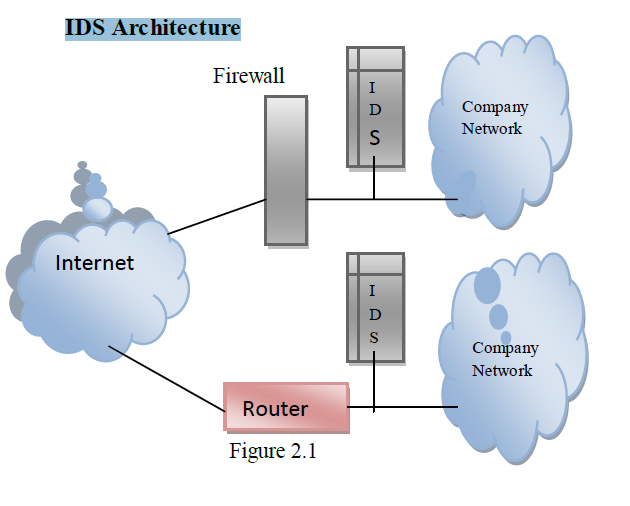 IDS Architecture
Firewall
I
D
S
Company
Network
Internet
I
D
S
Company
Network
Router
Figure 2.1